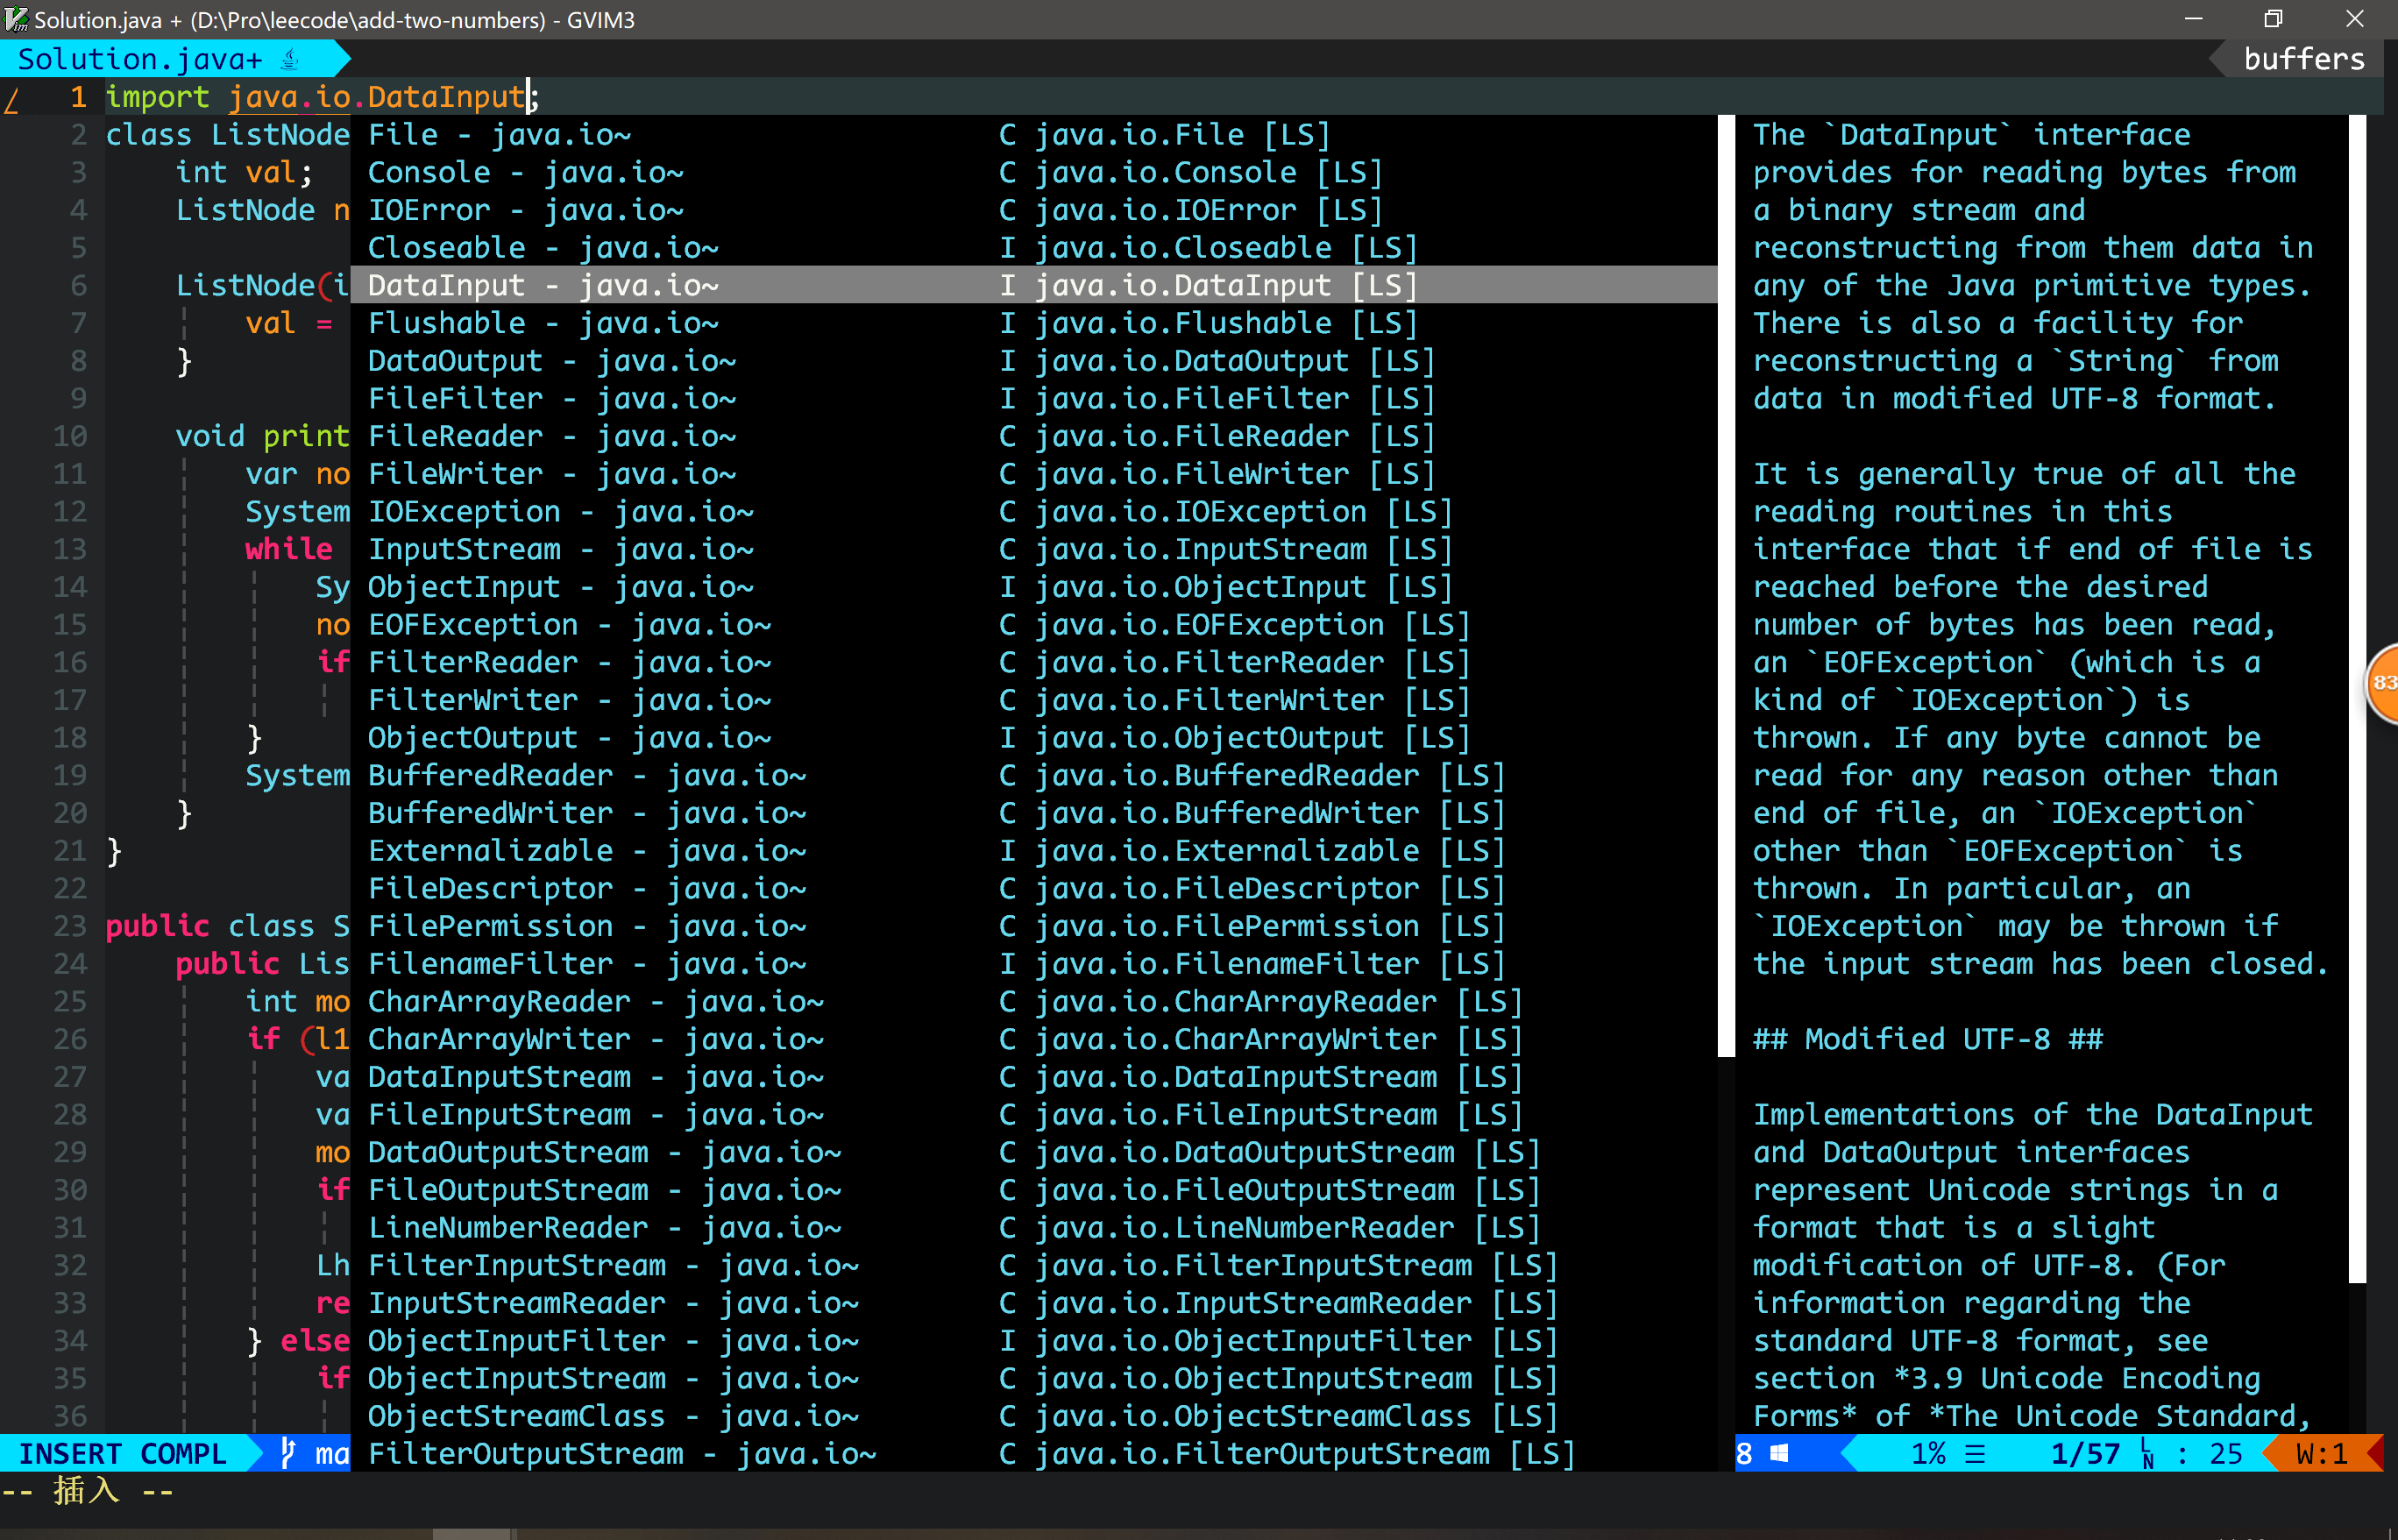 Solution.java + (D:\Pro\leecode\add-two-numbers) - GVIM3
Solution.java+
buffers
1 import java.io.DataInput;
2 class ListNode
3 int val;
4 ListNode n
5
6 ListNode(i
7 val =
8 }
9
10 void print
11 var no
12 System
13 while
14 Sy
15 no
16 if
17
18 }
19 System
20 }
21 }
22
23 public class S
24 public Lis
25 int mo
26 if (l1
27 va
28 va
29 mo
30 if
31
32 Lh
33 re
34 } else
35 if
36
File - java.io~ C java.io.File [LS]
Console - java.io~ C java.io.Console [LS]
IOError - java.io~ C java.io.IOError [LS]
Closeable - java.io~ I java.io.Closeable [LS]
DataInput - java.io~ I java.io.DataInput [LS]
Flushable - java.io~ I java.io.Flushable [LS]
DataOutput - java.io~ I java.io.DataOutput [LS]
FileFilter - java.io~ I java.io.FileFilter [LS]
FileReader - java.io~ C java.io.FileReader [LS]
FileWriter - java.io~ C java.io.FileWriter [LS]
IOException - java.io~ C java.io.IOException [LS]
InputStream - java.io~ C java.io.InputStream [LS]
ObjectInput - java.io~ I java.io.ObjectInput [LS]
EOFException - java.io~ C java.io.EOFException [LS]
FilterReader - java.io~ C java.io.FilterReader [LS]
FilterWriter - java.io~ C java.io.FilterWriter [LS]
ObjectOutput - java.io~ I java.io.ObjectOutput [LS]
BufferedReader - java.io~ C java.io.BufferedReader [LS]
BufferedWriter - java.io~ C java.io.BufferedWriter [LS]
Externalizable - java.io~ I java.io.Externalizable [LS]
FileDescriptor - java.io~ C java.io.FileDescriptor [LS]
FilePermission - java.io~ C java.io.FilePermission [LS]
FilenameFilter - java.io~ I java.io.FilenameFilter [LS]
CharArrayReader - java.io~ C java.io.CharArrayReader [LS]
CharArrayWriter - java.io~ C java.io.CharArrayWriter [LS]
DataInputStream - java.io~ C java.io.DataInputStream [LS]
FileInputStream - java.io~ C java.io.FileInputStream [LS]
DataOutputStream - java.io~ C java.io.DataOutputStream [LS]
FileOutputStream - java.io~ C java.io.FileOutputStream [LS]
LineNumberReader - java.io~ C java.io.LineNumberReader [LS]
FilterInputStream - java.io~ C java.io.FilterInputStream [LS]
InputStreamReader - java.io~ C java.io.InputStreamReader [LS]
ObjectInputFilter - java.io~ I java.io.ObjectInputFilter [LS]
ObjectInputStream - java.io~ C java.io.ObjectInputStream [LS]
ObjectStreamClass - java.io~ C java.io.ObjectStreamClass [LS]
FilterOutputStream - java.io~ C java.io.FilterOutputStream [LS]
The `DataInput` interface
provides for reading bytes from
a binary stream and
reconstructing from them data in
any of the Java primitive types.
There is also a facility for
reconstructing a `String` from
data in modified UTF-8 format.
It is generally true of all the
reading routines in this
interface that if end of file is
reached before the desired
number of bytes has been read,
an `EOFException` (which is a
kind of `IOException`) is
thrown. If any byte cannot be
read for any reason other than
end of file, an `IOException`
other than `EOFException` is
thrown. In particular, an
`IOException` may be thrown if
the input stream has been closed.
## Modified UTF-8 ##
Implementations of the DataInput
and DataOutput interfaces
represent Unicode strings in a
format that is a slight
modification of UTF-8. (For
information regarding the
standard UTF-8 format, see
section *3.9 Unicode Encoding
Forms* of *The Unicode Standard,
83
INSERT COMPL ma
8 1% ☰ 1/57 LN : 25 W:1
-- 插入 --